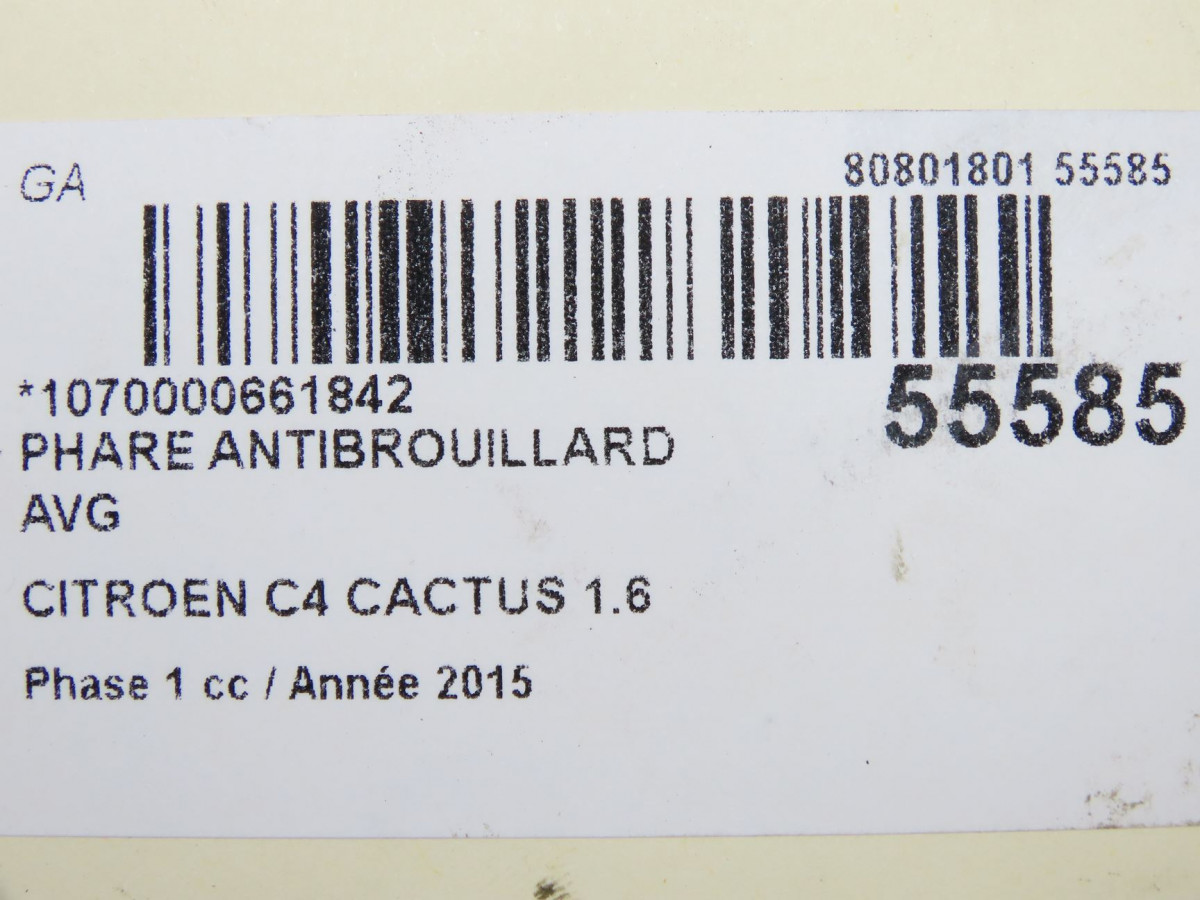 GA
80801801 55585
*1070000661842
55585
PHARE ANTIBROUILLARD
AVG
CITROEN C4 CACTUS 1.6
Phase 1 cc / Année 2015